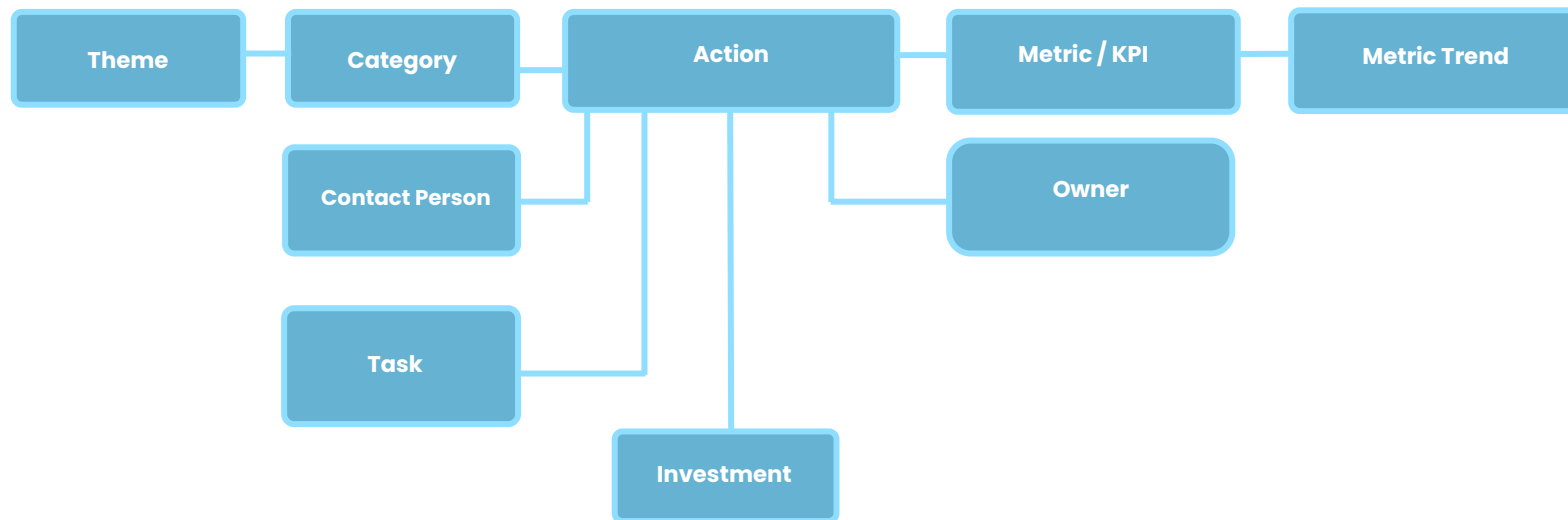 Theme
Category
Action
Metric / KPI
Metric Trend
Contact Person
Owner
Task
Investment